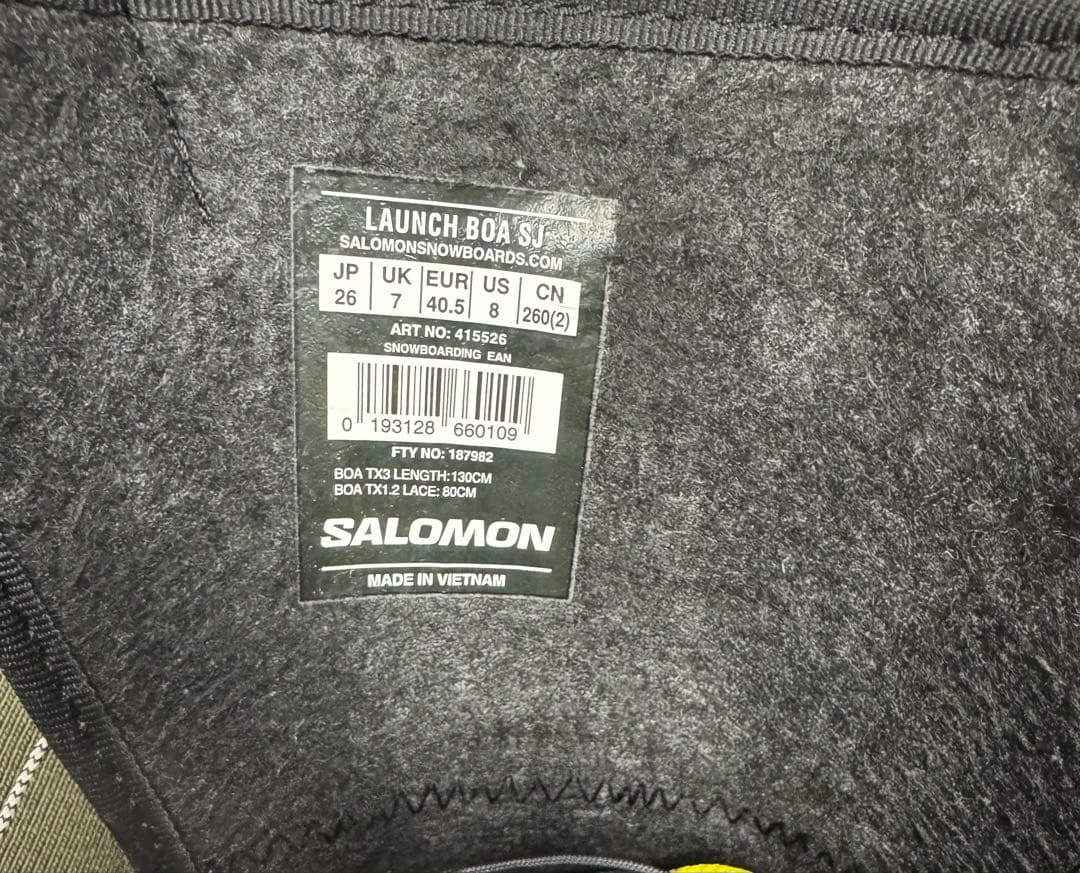 LAUNCH BOA SJ
SALOMONSNOWBOARDS.COM
JP UK EUR US CN
26 7 40.5 8 260(2)
ART NO: 415526
SNOWBOARDING EAN
0 193128 660109
FTY NO: 187982
BOA TX3 LENGTH:130CM
BOA TX1.2 LACE: 80CM
SALOMON
MADE IN VIETNAM